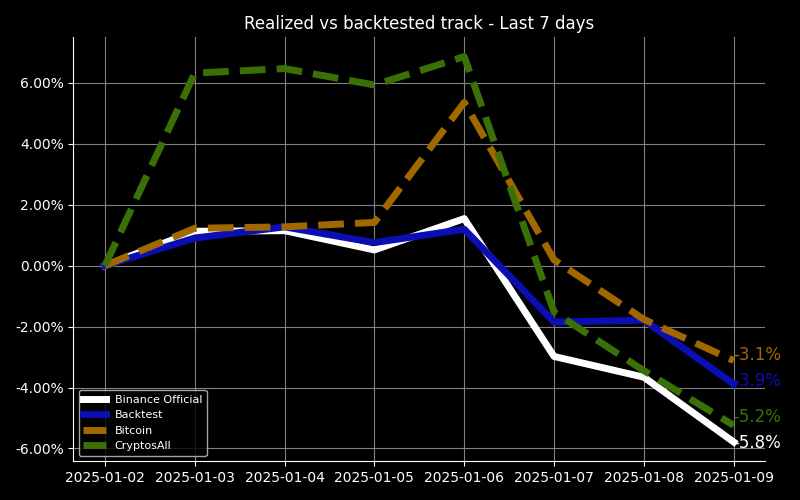 Realized vs backtested track - Last 7 days
6.00%
4.00%
2.00%
0.00%
-2.00%
-4.00%
-6.00%
-3.1%
-3.9%
-5.2%
-5.8%
Binance Official
Backtest
Bitcoin
CryptosAll
2025-01-02 2025-01-03 2025-01-04 2025-01-05 2025-01-06 2025-01-07 2025-01-08 2025-01-09